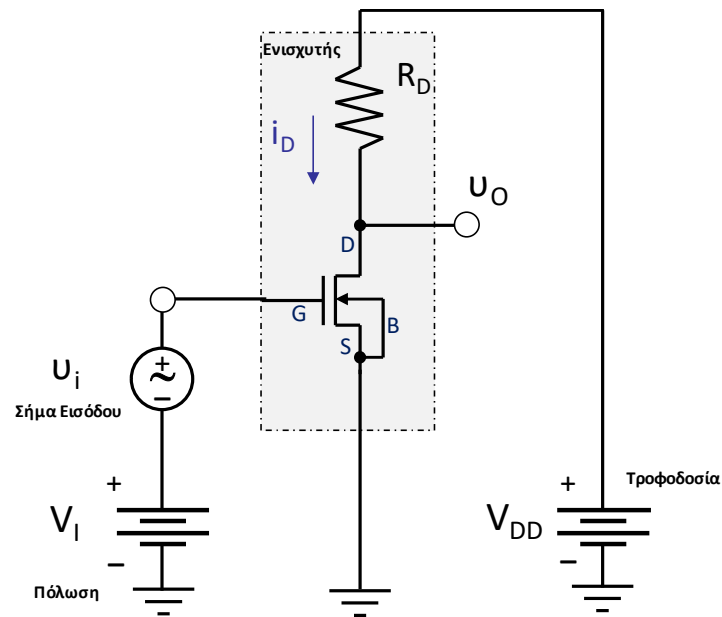 Ενισχυτής
R_D
i_D
υ_O
D
G
B
S
υ_i
+
−
Σήμα Εισόδου
+
V_I
−
Πόλωση
Τροφοδοσία
+
V_DD
−